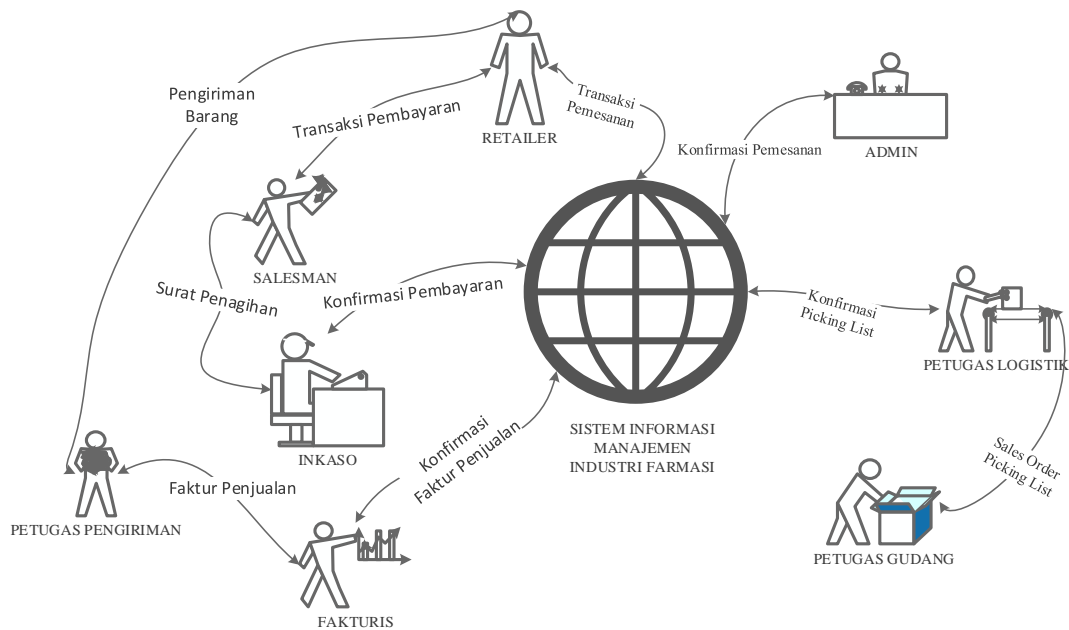 Pengiriman
Barang
Transaksi Pembayaran
RETAILER
Transaksi
Pemesanan
Konfirmasi Pemesanan
ADMIN
SALESMAN
Surat Penagihan
Konfirmasi Pembayaran
Konfirmasi
Picking List
PETUGAS LOGISTIK
INKASO
Konfirmasi
Faktur Penjualan
SISTEM INFORMASI
MANAJEMEN
INDUSTRI FARMASI
Sales Order
Picking List
Faktur Penjualan
PETUGAS PENGIRIMAN
PETUGAS GUDANG
FAKTURIS